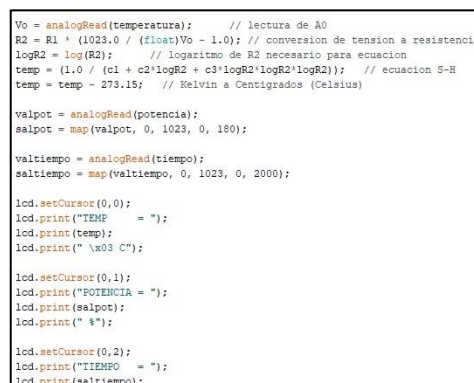 Vo = analogRead(temperatura);      // lectura de A0
R2 = R1 * (1023.0 / (float)Vo - 1.0); // conversion de tension a resistenci
logR2 = log(R2);      // logaritmo de R2 necesario para ecuacion
temp = (1.0 / (c1 + c2*logR2 + c3*logR2*logR2*logR2));   // ecuacion S-H
temp = temp - 273.15;   // Kelvin a Centigrados (Celsius)
valpot = analogRead(potencia);
salpot = map(valpot, 0, 1023, 0, 180);
valtiempo = analogRead(tiempo);
saltiempo = map(valtiempo, 0, 1023, 0, 2000);
lcd.setCursor(0,0);
lcd.print("TEMP     = ");
lcd.print(temp);
lcd.print(" \x03 C");
lcd.setCursor(0,1);
lcd.print("POTENCIA = ");
lcd.print(salpot);
lcd.print(" %");
lcd.setCursor(0,2);
lcd.print("TIEMPO   = ");
lcd.print(saltiempo);